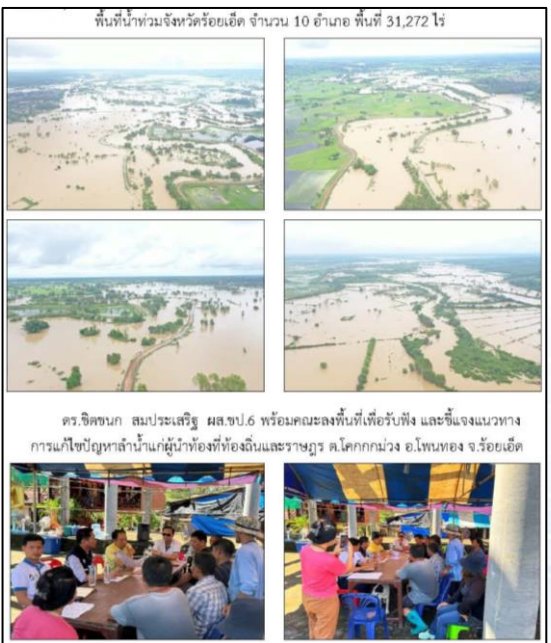 พื้นที่น้ำท่วมจังหวัดร้อยเอ็ด จำนวน 10 อำเภอ พื้นที่ 31,272 ไร่
ดร.ชิตชนก สมประเสริฐ ผส.ชป.6 พร้อมคณะลงพื้นที่เพื่อรับฟัง และชี้แจงแนวทาง
การแก้ไขปัญหาลำน้ำแก่ผู้นำท้องที่ท้องถิ่นและราษฎร ต.โคกกกม่วง อ.โพนทอง จ.ร้อยเอ็ด